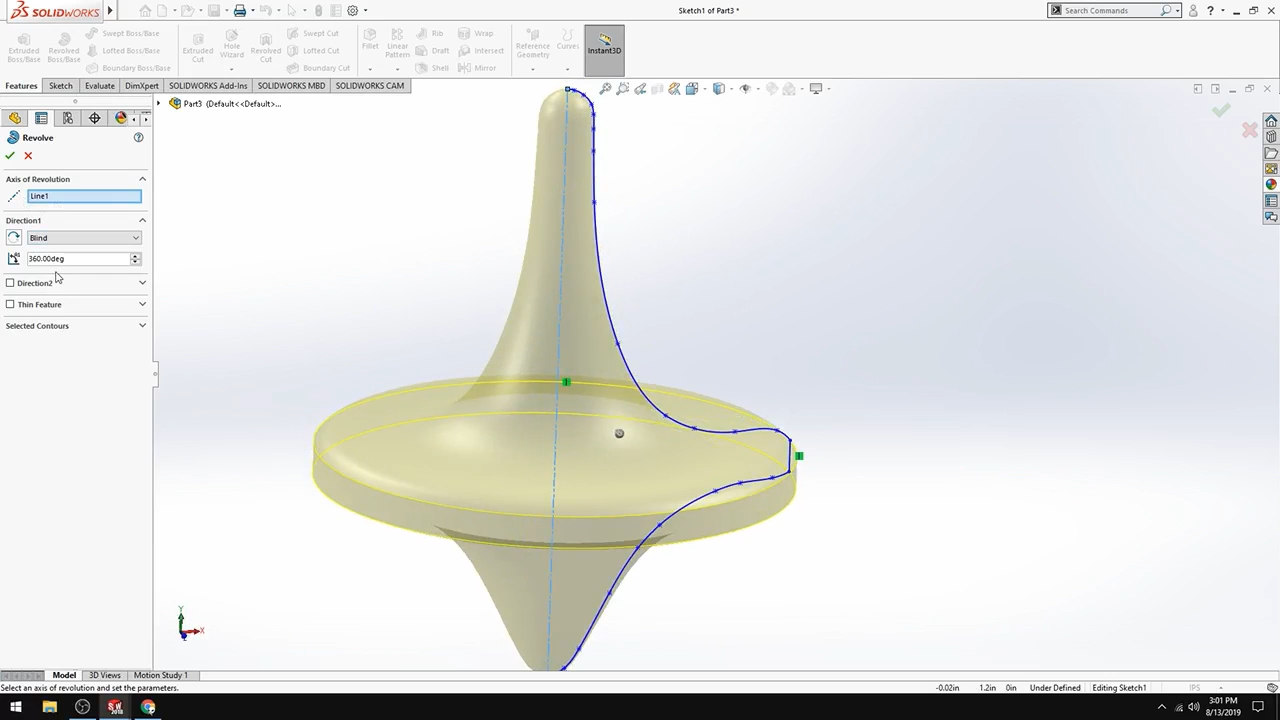 SOLIDWORKS
Sketch1 of Part3 *
Search Commands
?
Extruded Boss/Base
Revolved Boss/Base
Swept Boss/Base
Lofted Boss/Base
Boundary Boss/Base
Extruded Cut
Hole Wizard
Revolved Cut
Swept Cut
Lofted Cut
Boundary Cut
Fillet
Linear Pattern
Rib
Draft
Shell
Wrap
Intersect
Mirror
Reference Geometry
Curves
Instant3D
Features Sketch Evaluate DimXpert SOLIDWORKS Add-Ins SOLIDWORKS MBD SOLIDWORKS CAM
Part3 (Default<<Default>...
Revolve
Axis of Revolution
Line1
Direction1
Blind
360.00deg
Direction2
Thin Feature
Selected Contours
Y
X
Model 3D Views Motion Study 1
Select an axis of revolution and set the parameters.
-0.02in 1.2in 0in Under Defined Editing Sketch1 IPS -
3:01 PM
8/13/2019